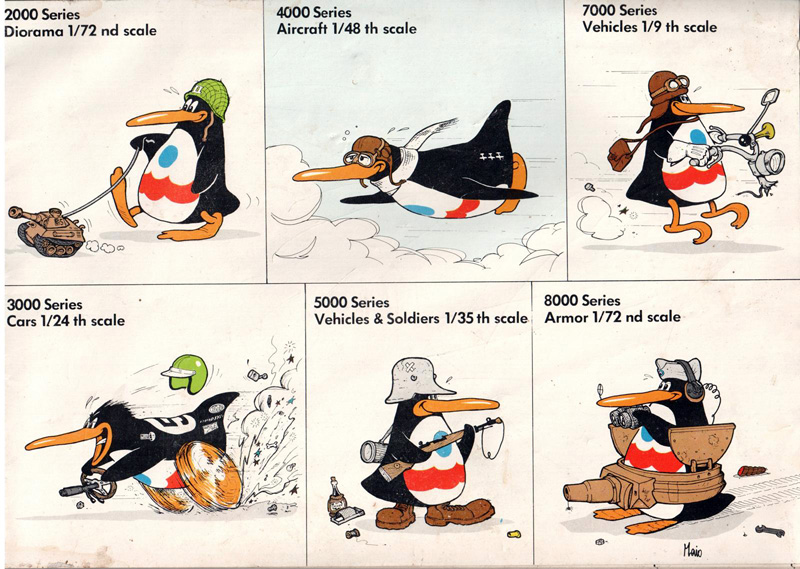 2000 Series
Diorama 1/72 nd scale
4000 Series
Aircraft 1/48 th scale
7000 Series
Vehicles 1/9 th scale
3000 Series
Cars 1/24 th scale
5000 Series
Vehicles & Soldiers 1/35 th scale
8000 Series
Armor 1/72 nd scale